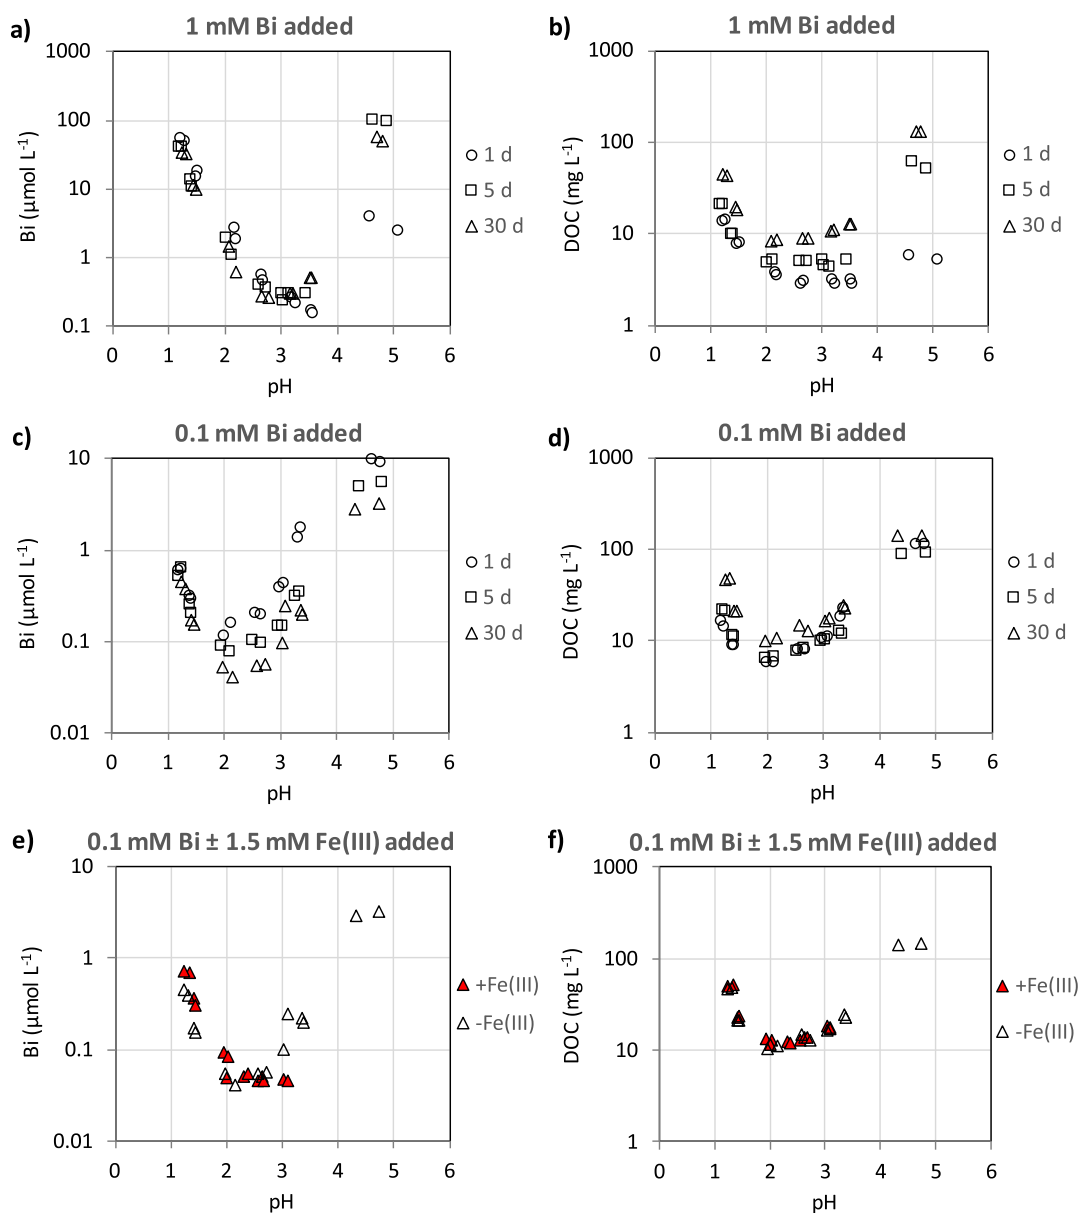 a)
1 mM Bi added
1000
100
10
1
0.1
0 1 2 3 4 5 6
Bi (µmol L⁻¹)
pH
1 d
5 d
30 d
b)
1 mM Bi added
1000
100
10
1
0 1 2 3 4 5 6
DOC (mg L⁻¹)
pH
1 d
5 d
30 d
c)
0.1 mM Bi added
10
1
0.1
0.01
0 1 2 3 4 5 6
Bi (µmol L⁻¹)
pH
1 d
5 d
30 d
d)
0.1 mM Bi added
1000
100
10
1
0 1 2 3 4 5 6
DOC (mg L⁻¹)
pH
1 d
5 d
30 d
e)
0.1 mM Bi ± 1.5 mM Fe(III) added
10
1
0.1
0.01
0 1 2 3 4 5 6
Bi (µmol L⁻¹)
pH
+Fe(III)
-Fe(III)
f)
0.1 mM Bi ± 1.5 mM Fe(III) added
1000
100
10
1
0 1 2 3 4 5 6
DOC (mg L⁻¹)
pH
+Fe(III)
-Fe(III)